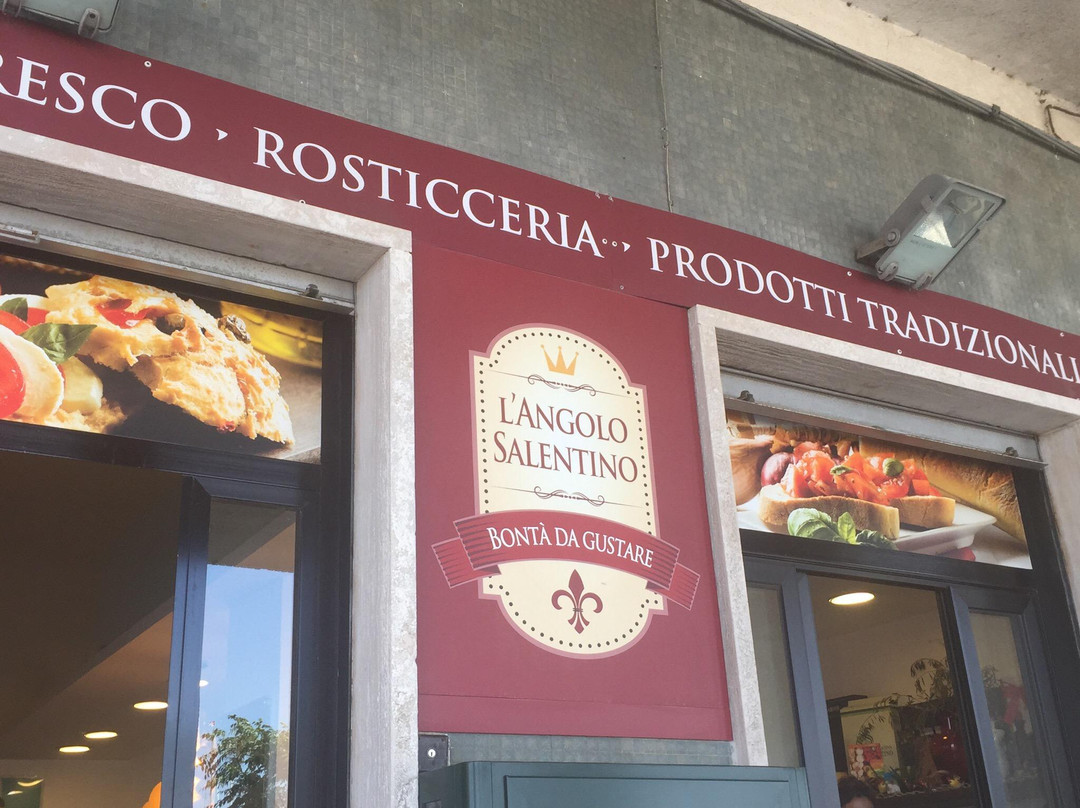 RESCO · ROSTICCERIA · PRODOTTI TRADIZIONALI
L'ANGOLO
SALENTINO
BONTÀ DA GUSTARE